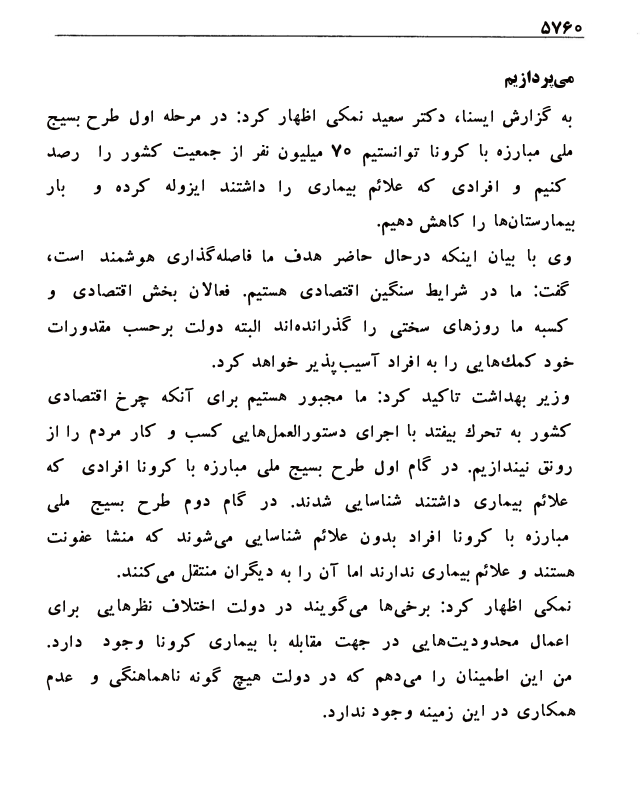 ۵۷۶۰
می‌پردازیم
به گزارش ایسنا، دکتر سعید نمکی اظهار کرد: در مرحله اول طرح بسیج
ملی مبارزه با کرونا توانستیم ۷۰ میلیون نفر از جمعیت کشور را رصد
کنیم و افرادی که علائم بیماری را داشتند ایزوله کرده و بار
بیمارستان‌ها را کاهش دهیم.
وی با بیان اینکه درحال حاضر هدف ما فاصله‌گذاری هوشمند است،
گفت: ما در شرایط سنگین اقتصادی هستیم. فعالان بخش اقتصادی و
کسبه ما روزهای سختی را گذرانده‌اند البته دولت برحسب مقدورات
خود کمك‌هایی را به افراد آسیب‌پذیر خواهد کرد.
وزیر بهداشت تاکید کرد: ما مجبور هستیم برای آنکه چرخ اقتصادی
کشور به تحرك بیفتد با اجرای دستورالعمل‌هایی کسب و کار مردم را از
رونق نیندازیم. در گام اول طرح بسیج ملی مبارزه با کرونا افرادی که
علائم بیماری داشتند شناسایی شدند. در گام دوم طرح بسیج ملی
مبارزه با کرونا افراد بدون علائم شناسایی می‌شوند که منشا عفونت
هستند و علائم بیماری ندارند اما آن را به دیگران منتقل می‌کنند.
نمکی اظهار کرد: برخی‌ها می‌گویند در دولت اختلاف نظرهایی برای
اعمال محدودیت‌هایی در جهت مقابله با بیماری کرونا وجود دارد.
من این اطمینان را می‌دهم که در دولت هیچ گونه ناهماهنگی و عدم
همکاری در این زمینه وجود ندارد.